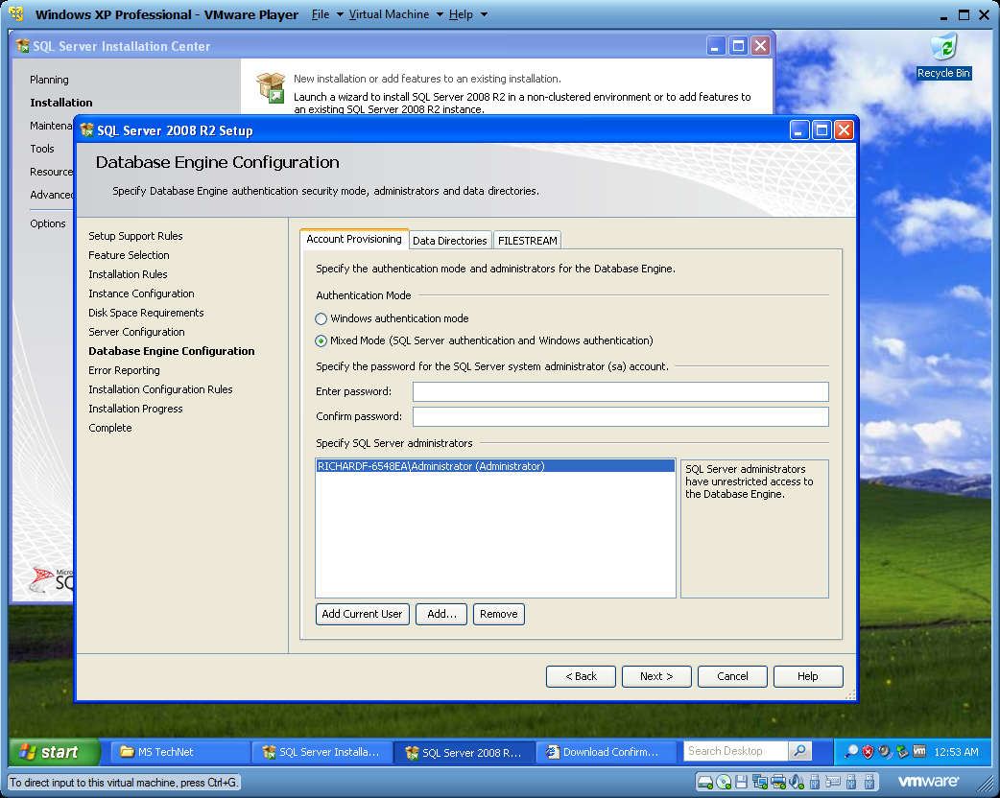 Windows XP Professional - VMware Player File Virtual Machine Help
SQL Server Installation Center
Recycle Bin
Planning
Installation
Maintena
Tools
Resource
Advanced
Options
New installation or add features to an existing installation.
Launch a wizard to install SQL Server 2008 R2 in a non-clustered environment or to add features to
an existing SQL Server 2008 R2 instance.
SQL Server 2008 R2 Setup
Database Engine Configuration
Specify Database Engine authentication security mode, administrators and data directories.
Setup Support Rules
Feature Selection
Installation Rules
Instance Configuration
Disk Space Requirements
Server Configuration
Database Engine Configuration
Error Reporting
Installation Configuration Rules
Installation Progress
Complete
Account Provisioning Data Directories FILESTREAM
Specify the authentication mode and administrators for the Database Engine.
Authentication Mode
Windows authentication mode
Mixed Mode (SQL Server authentication and Windows authentication)
Specify the password for the SQL Server system administrator (sa) account.
Enter password:
Confirm password:
Specify SQL Server administrators
RICHARDF-6548EA\Administrator (Administrator)
SQL Server administrators
have unrestricted access to
the Database Engine.
Add Current User Add... Remove
< Back Next > Cancel Help
Micro
SQ
start MS TechNet SQL Server Installa... SQL Server 2008 R... Download Confirm... Search Desktop 12:53 AM
To direct input to this virtual machine, press Ctrl+G.
vmware